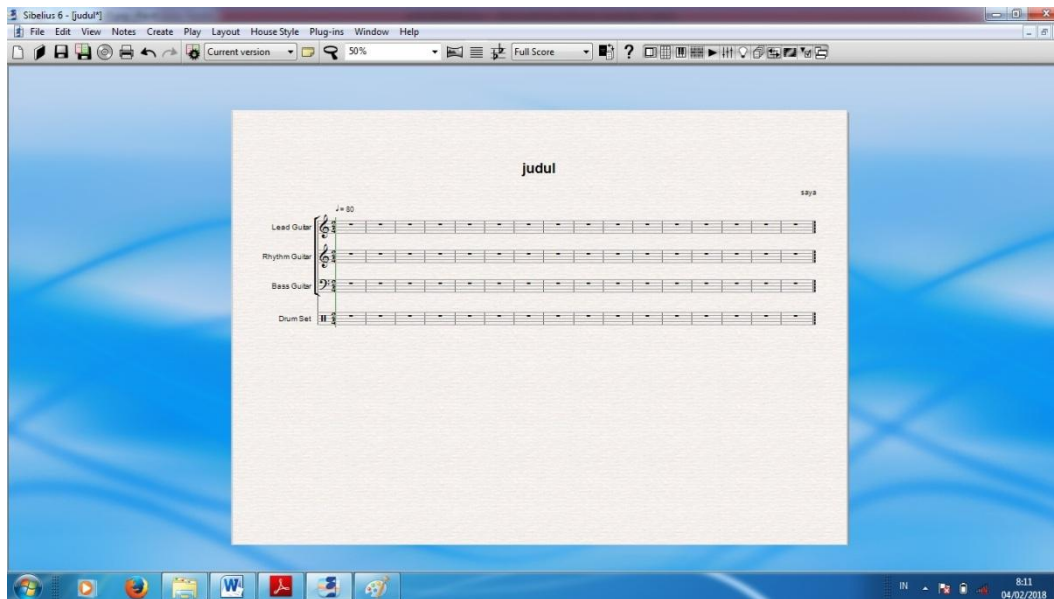 Sibelius 6 - [judul*]
File Edit View Notes Create Play Layout House Style Plug-ins Window Help
Current version 50% Full Score ?
judul
saya
♩= 80
Lead Guitar
Rhythm Guitar
Bass Guitar
Drum Set
W
IN 8:11
04/02/2018